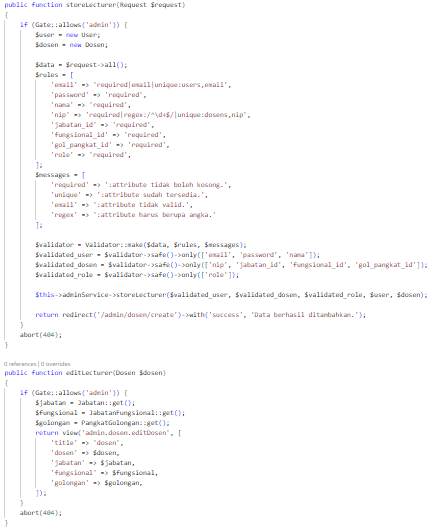 public function storeLecturer(Request $request)
{
if (Gate::allows('admin')) {
$user = new User;
$dosen = new Dosen;
$data = $request->all();
$rules = [
'email' => 'required|email|unique:users,email',
'password' => 'required',
'nama' => 'required',
'nip' => 'required|regex:/^\d+$/|unique:dosens,nip',
'jabatan_id' => 'required',
'fungsional_id' => 'required',
'gol_pangkat_id' => 'required',
'role' => 'required',
];
$messages = [
'required' => ':attribute tidak boleh kosong.',
'unique' => ':attribute sudah tersedia.',
'email' => ':attribute tidak valid.',
'regex' => ':attribute harus berupa angka.'
];
$validator = Validator::make($data, $rules, $messages);
$validated_user = $validator->safe()->only(['email', 'password', 'nama']);
$validated_dosen = $validator->safe()->only(['nip', 'jabatan_id', 'fungsional_id', 'gol_pangkat_id']);
$validated_role = $validator->safe()->only(['role']);
$this->adminService->storeLecturer($validated_user, $validated_dosen, $validated_role, $user, $dosen);
return redirect('/admin/dosen/create')->with('success', 'Data berhasil ditambahkan.');
}
abort(404);
}
0 references | 0 overrides
public function editLecturer(Dosen $dosen)
{
if (Gate::allows('admin')) {
$jabatan = Jabatan::get();
$fungsional = JabatanFungsional::get();
$golongan = PangkatGolongan::get();
return view('admin.dosen.editDosen', [
'title' => 'dosen',
'dosen' => $dosen,
'jabatan' => $jabatan,
'fungsional' => $fungsional,
'golongan' => $golongan,
]);
}
abort(404);
}